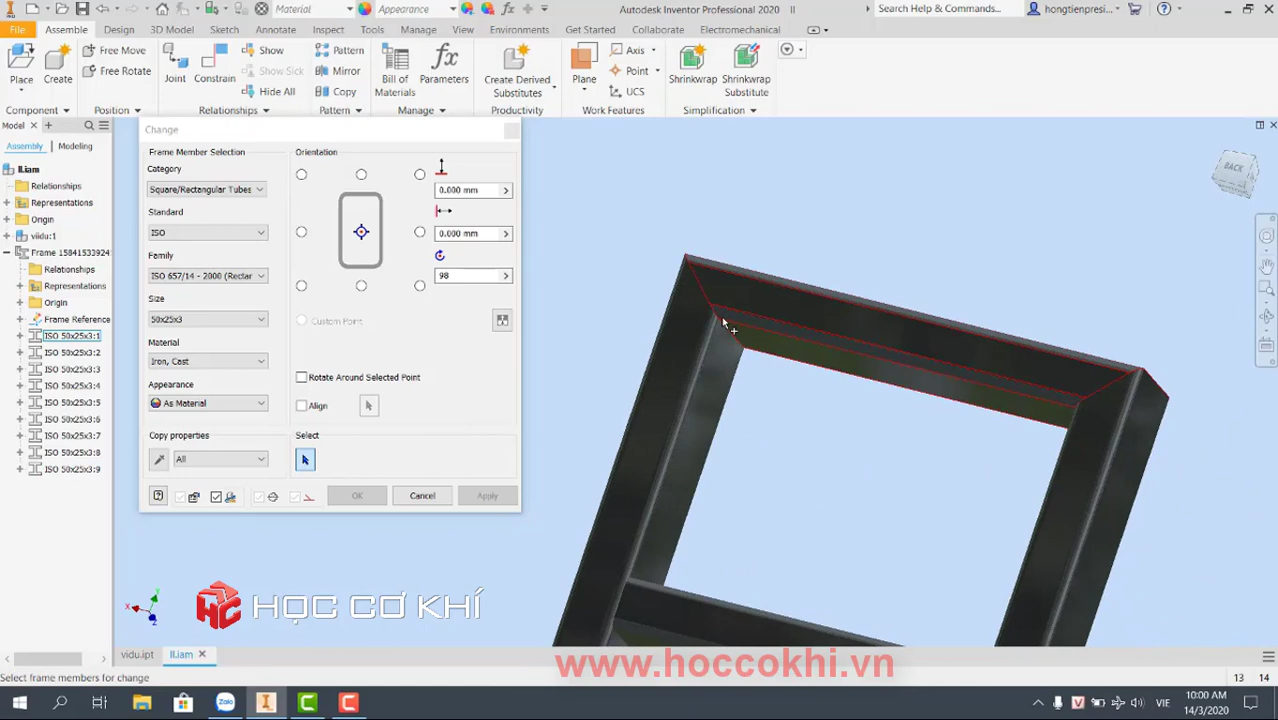 Material
Appearance
Autodesk Inventor Professional 2020
ll
Search Help & Commands...
hongtienpresi...
File
Assemble
Design
3D Model
Sketch
Annotate
Inspect
Tools
Manage
View
Environments
Get Started
Collaborate
Electromechanical
Place
Create
Free Move
Free Rotate
Joint
Constrain
Show
Show Sick
Hide All
Pattern
Mirror
Copy
Bill of Materials
Parameters
Create Derived Substitutes
Plane
Axis
Point
UCS
Shrinkwrap
Shrinkwrap Substitute
Component
Position
Relationships
Pattern
Manage
Productivity
Work Features
Simplification
Model
Assembly
Modeling
ll.iam
Relationships
Representations
Origin
viidu:1
Frame 15841533924
Relationships
Representations
Origin
Frame Reference
ISO 50x25x3:1
ISO 50x25x3:2
ISO 50x25x3:3
ISO 50x25x3:4
ISO 50x25x3:5
ISO 50x25x3:6
ISO 50x25x3:7
ISO 50x25x3:8
ISO 50x25x3:9
Change
Frame Member Selection
Category
Square/Rectangular Tubes
Standard
ISO
Family
ISO 657/14 - 2000 (Rectar
Size
50x25x3
Material
Iron, Cast
Appearance
As Material
Copy properties
All
Orientation
0.000 mm
0.000 mm
98
Custom Point
Rotate Around Selected Point
Align
Select
OK
Cancel
Apply
BACK
HỌC CƠ KHÍ
www.hoccokhi.vn
vidu.ipt
ll.iam
Select frame members for change
13
14
Zalo
VIE
10:00 AM
14/3/2020